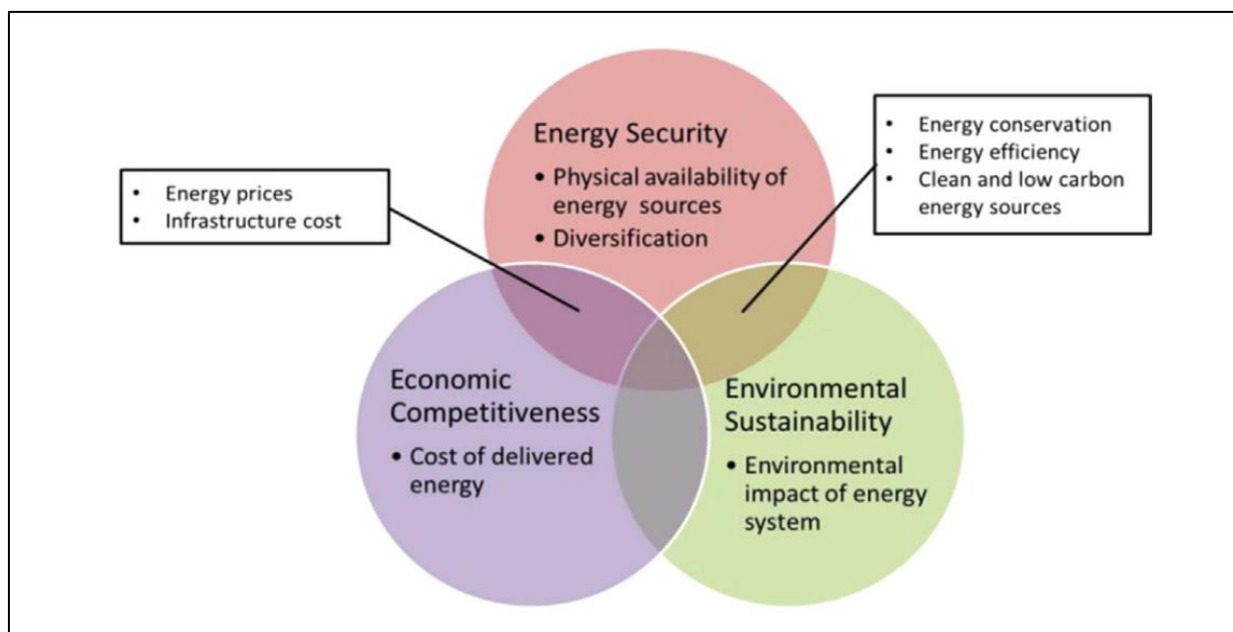 Energy Security
• Physical availability of
energy sources
• Diversification
• Energy prices
• Infrastructure cost
• Energy conservation
• Energy efficiency
• Clean and low carbon
energy sources
Economic
Competitiveness
• Cost of delivered
energy
Environmental
Sustainability
• Environmental
impact of energy
system